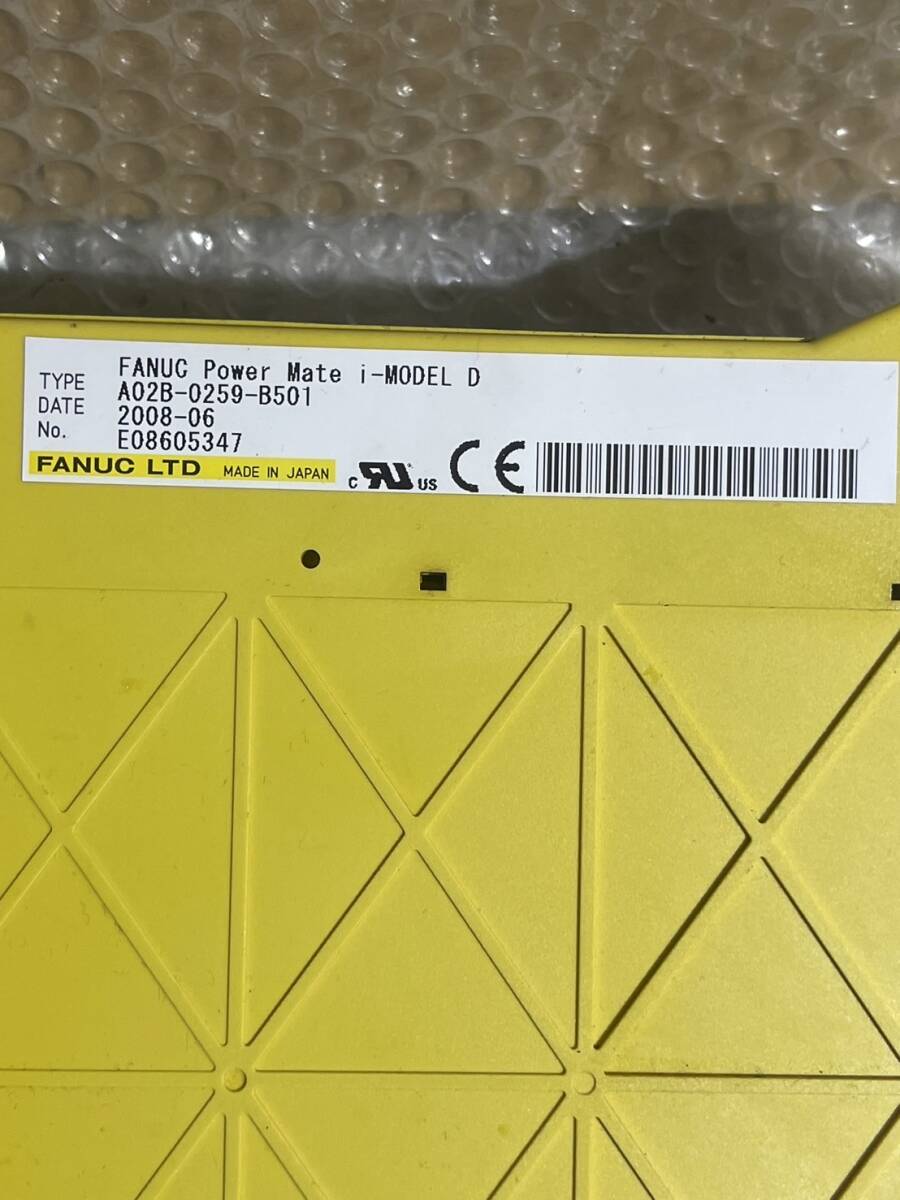 FANUC Power Mate i-MODEL D
TYPE A02B-0259-B501
DATE 2008-06
No. E08605347
FANUC LTD MADE IN JAPAN c RU US CE